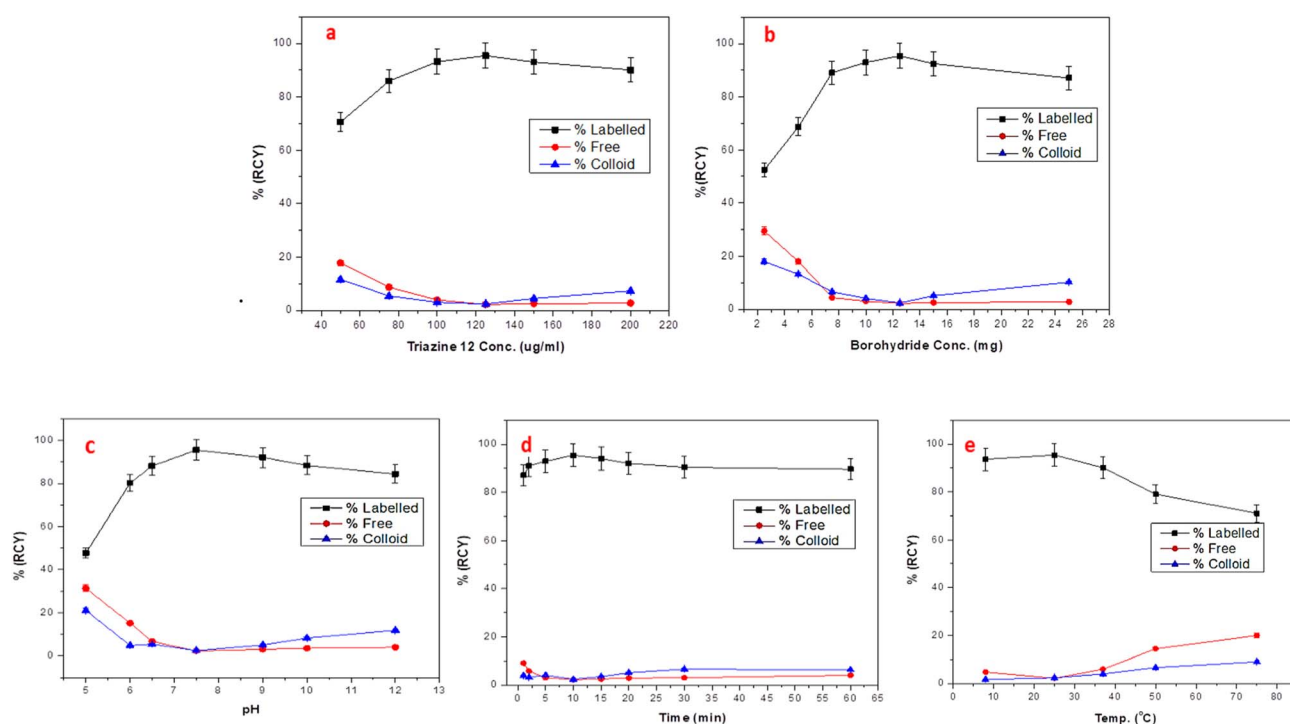 a
% (RCY)
100
80
60
40
20
0
% Labelled
% Free
% Colloid
40 60 80 100 120 140 160 180 200 220
Triazine 12 Conc. (ug/ml)
b
%(RCY)
100
80
60
40
20
0
% Labelled
% Free
% Colloid
2 4 6 8 10 12 14 16 18 20 22 24 26 28
Borohydride Conc. (mg)
c
% (RCY)
100
80
60
40
20
0
% Labelled
% Free
% Colloid
5 6 7 8 9 10 11 12 13
pH
d
% (RCY)
100
80
60
40
20
0
% Labelled
% Free
% Colloid
0 5 10 15 20 25 30 35 40 45 50 55 60 65
Time (min)
e
% (RCY)
100
80
60
40
20
0
% Labelled
% Free
% Colloid
0 10 20 30 40 50 60 70 80
Temp. (°C)